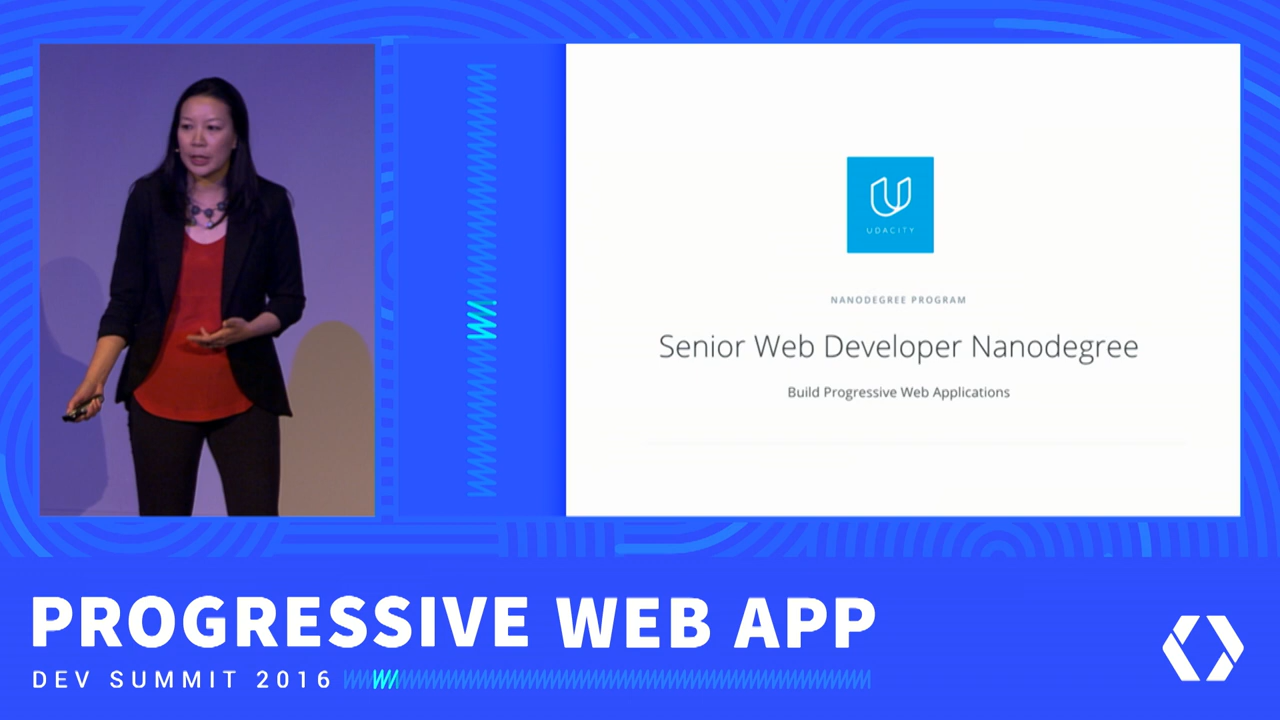 UDACITY
NANODEGREE PROGRAM
Senior Web Developer Nanodegree
Build Progressive Web Applications
PROGRESSIVE WEB APP
DEV SUMMIT 2016